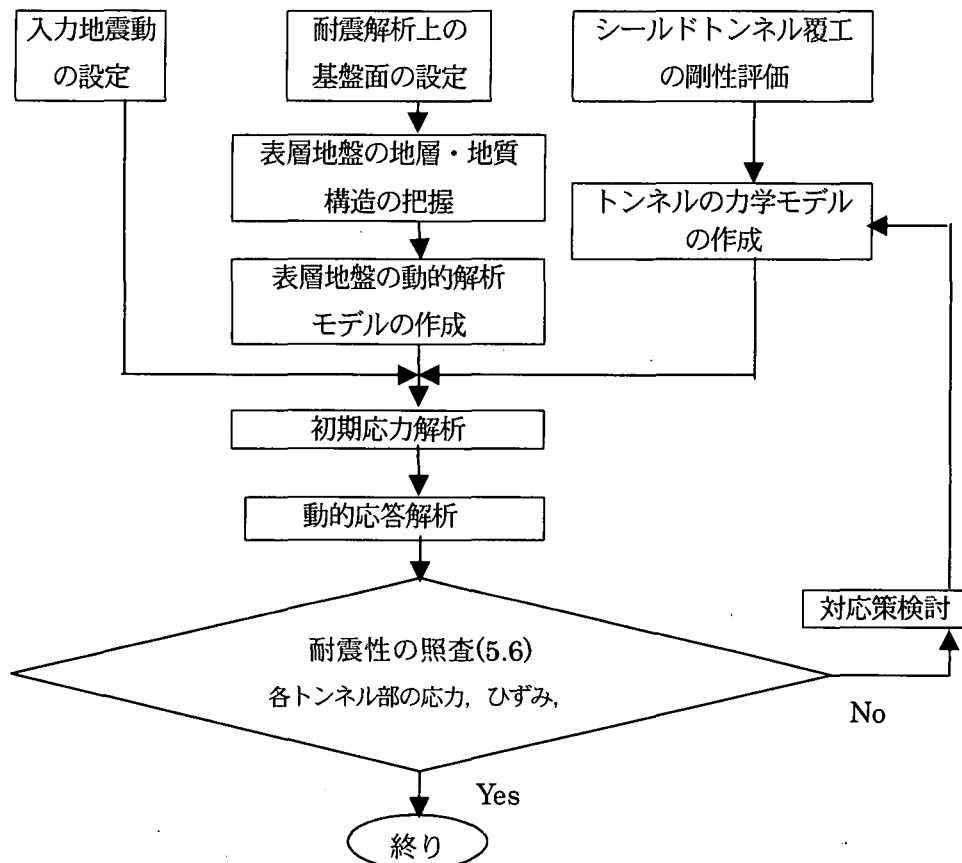 入力地震動
の設定
耐震解析上の
基盤面の設定
シールドトンネル覆工
の剛性評価
表層地盤の地層・地質
構造の把握
トンネルの力学モデル
の作成
表層地盤の動的解析
モデルの作成
初期応力解析
動的応答解析
対応策検討
耐震性の照査(5.6)
各トンネル部の応力，ひずみ，
No
Yes
終り